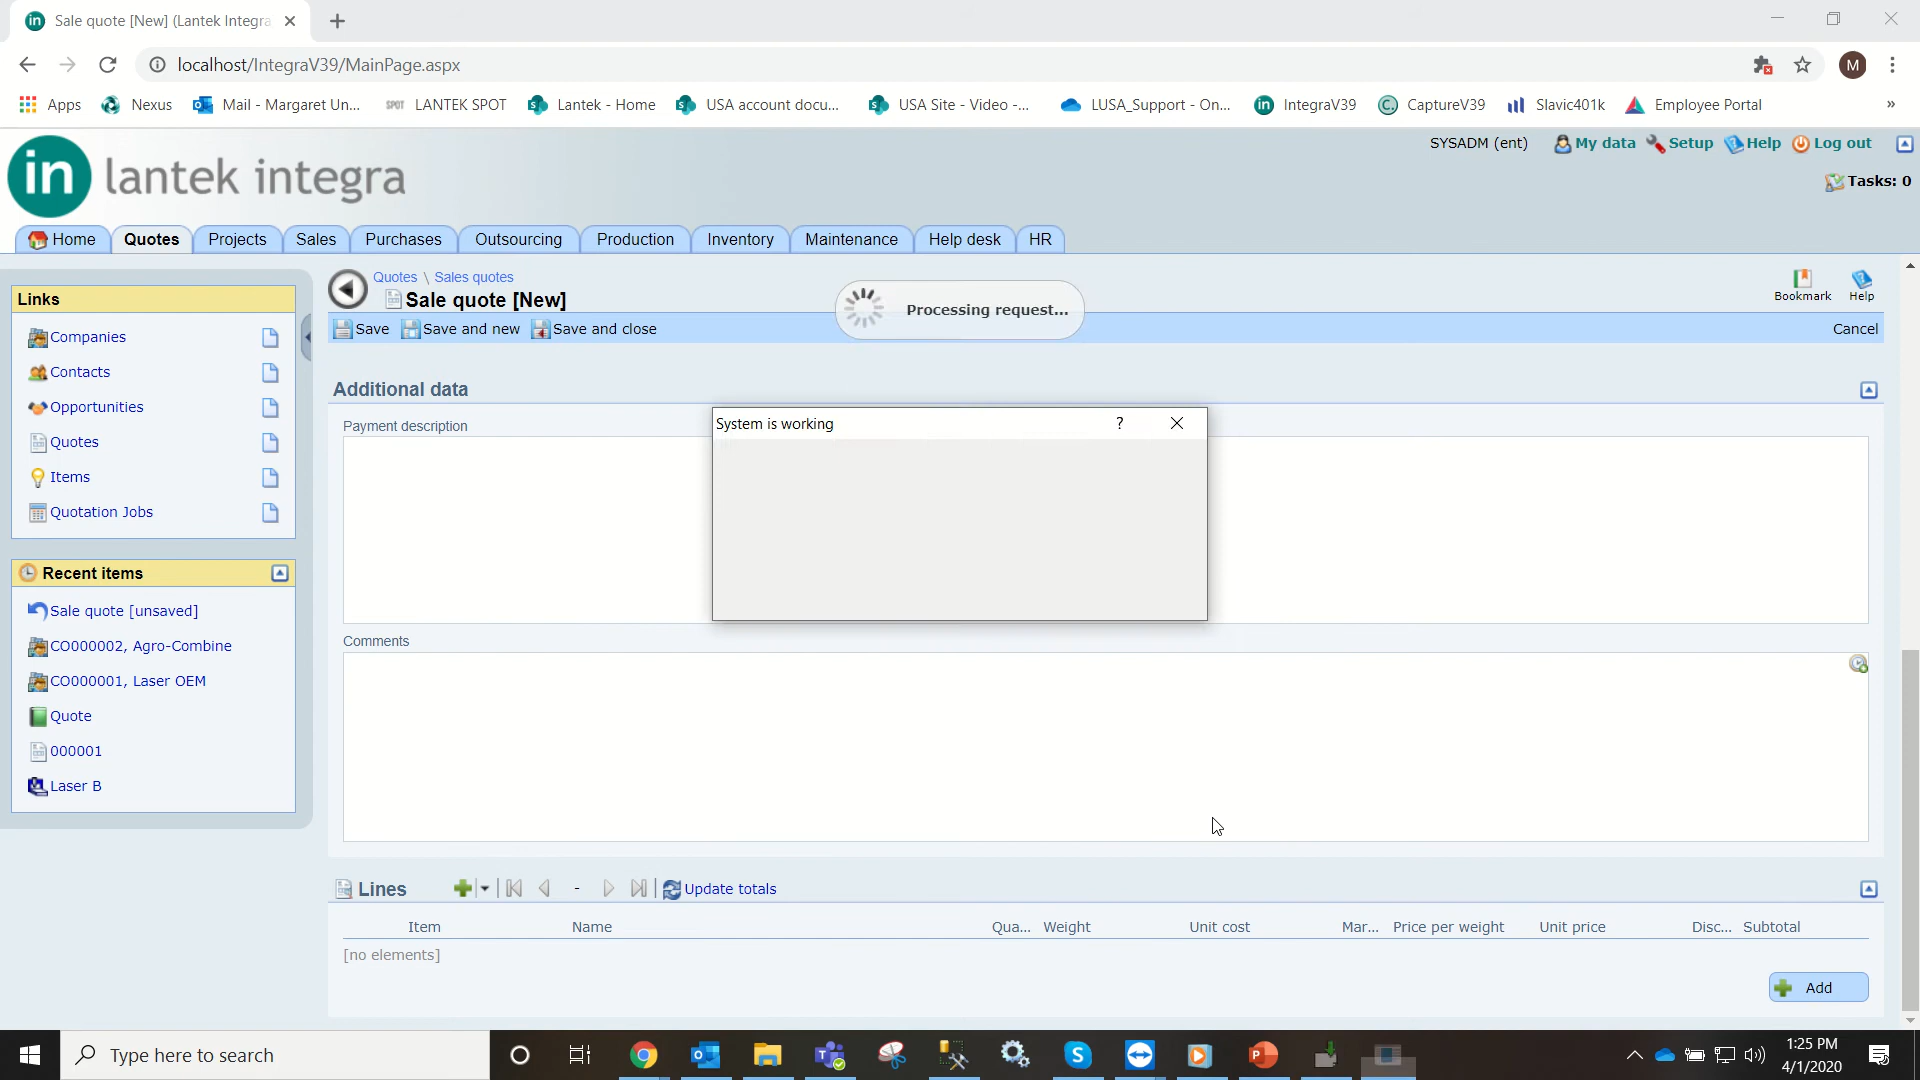 Sale quote [New] (Lantek Integra
localhost/IntegraV39/MainPage.aspx
M
Apps Nexus Mail - Margaret Un... SPOT LANTEK SPOT Lantek - Home USA account docu... USA Site - Video -... LUSA_Support - On... IntegraV39 CaptureV39 Slavic401k Employee Portal »
SYSADM (ent) My data Setup Help Log out
in lantek integra
Tasks: 0
Home Quotes Projects Sales Purchases Outsourcing Production Inventory Maintenance Help desk HR
Links
Companies
Contacts
Opportunities
Quotes
Items
Quotation Jobs
Recent items
Sale quote [unsaved]
CO000002, Agro-Combine
CO000001, Laser OEM
Quote
000001
Laser B
Quotes \ Sales quotes
Sale quote [New]
Bookmark Help
Processing request...
Save Save and new Save and close Cancel
Additional data
Payment description
System is working ?
Comments
Lines - Update totals
Item Name Qua... Weight Unit cost Mar... Price per weight Unit price Disc... Subtotal
[no elements]
Add
Type here to search
1:25 PM
4/1/2020